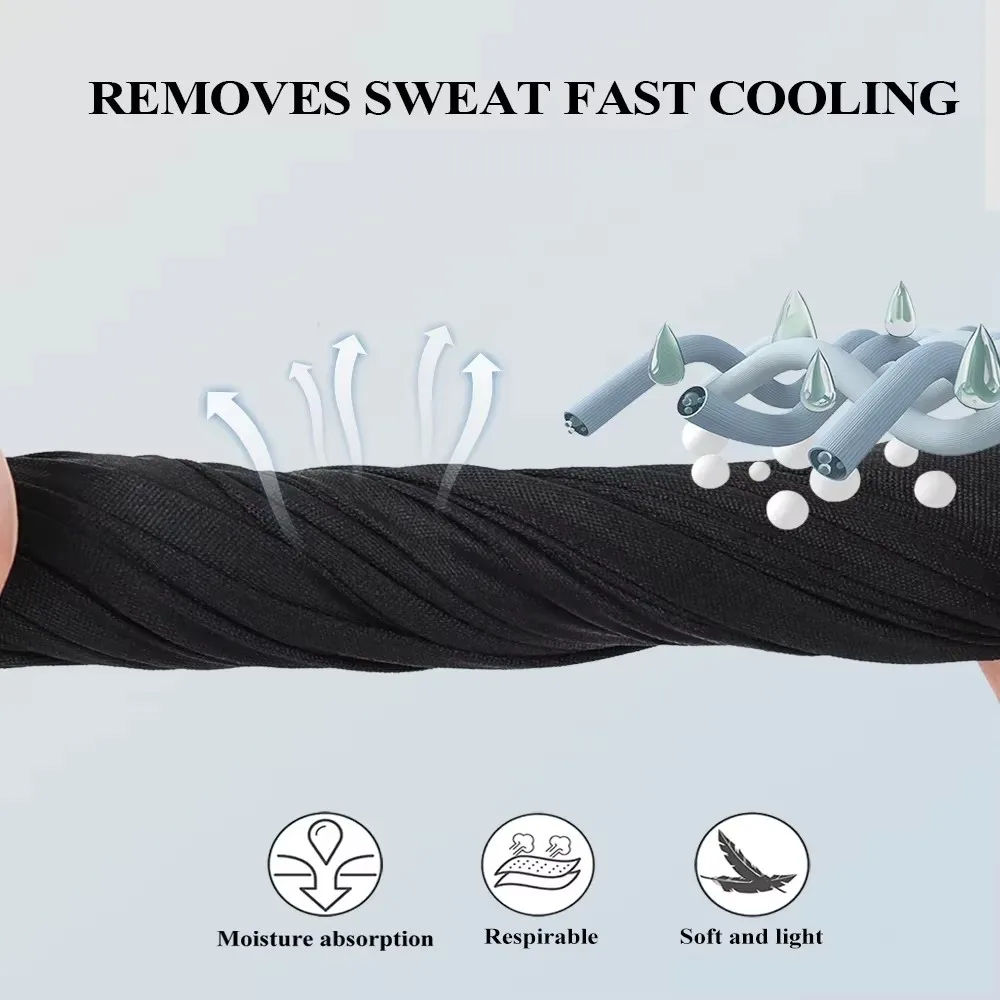 REMOVES SWEAT FAST COOLING
Moisture absorption
Respirable
Soft and light